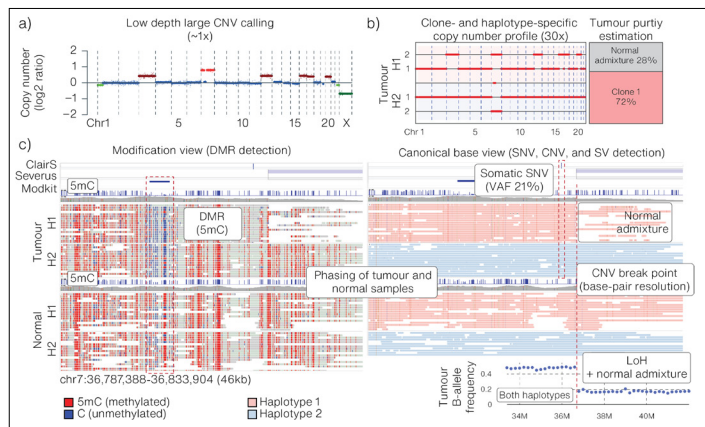 a)
Low depth large CNV calling
(~1x)
Copy number
(log2 ratio)
2
1
0
−1
−2
Chr1
5
10
15
20
X
b)
Clone- and haplotype-specific
copy number profile (30x)
Tumour
H1
H2
2
1
1
2
Chr 1
5
10
15
20
Tumour purtiy
estimation
Normal
admixture 28%
Clone 1
72%
c)
Modification view (DMR detection)
ClairS
Severus
Modkit
5mC
DMR
(5mC)
Tumour
H1
H2
5mC
Normal
H1
H2
chr7:36,787,388-36,833,904 (46kb)
Canonical base view (SNV, CNV, and SV detection)
Somatic SNV
(VAF 21%)
Normal
admixture
Phasing of tumour and
normal samples
CNV break point
(base-pair resolution)
LoH
+ normal admixture
Tumour
B-allele
frequency
0.4
0.2
0
Both haplotypes
34M
36M
38M
40M
5mC (methylated)
C (unmethylated)
Haplotype 1
Haplotype 2